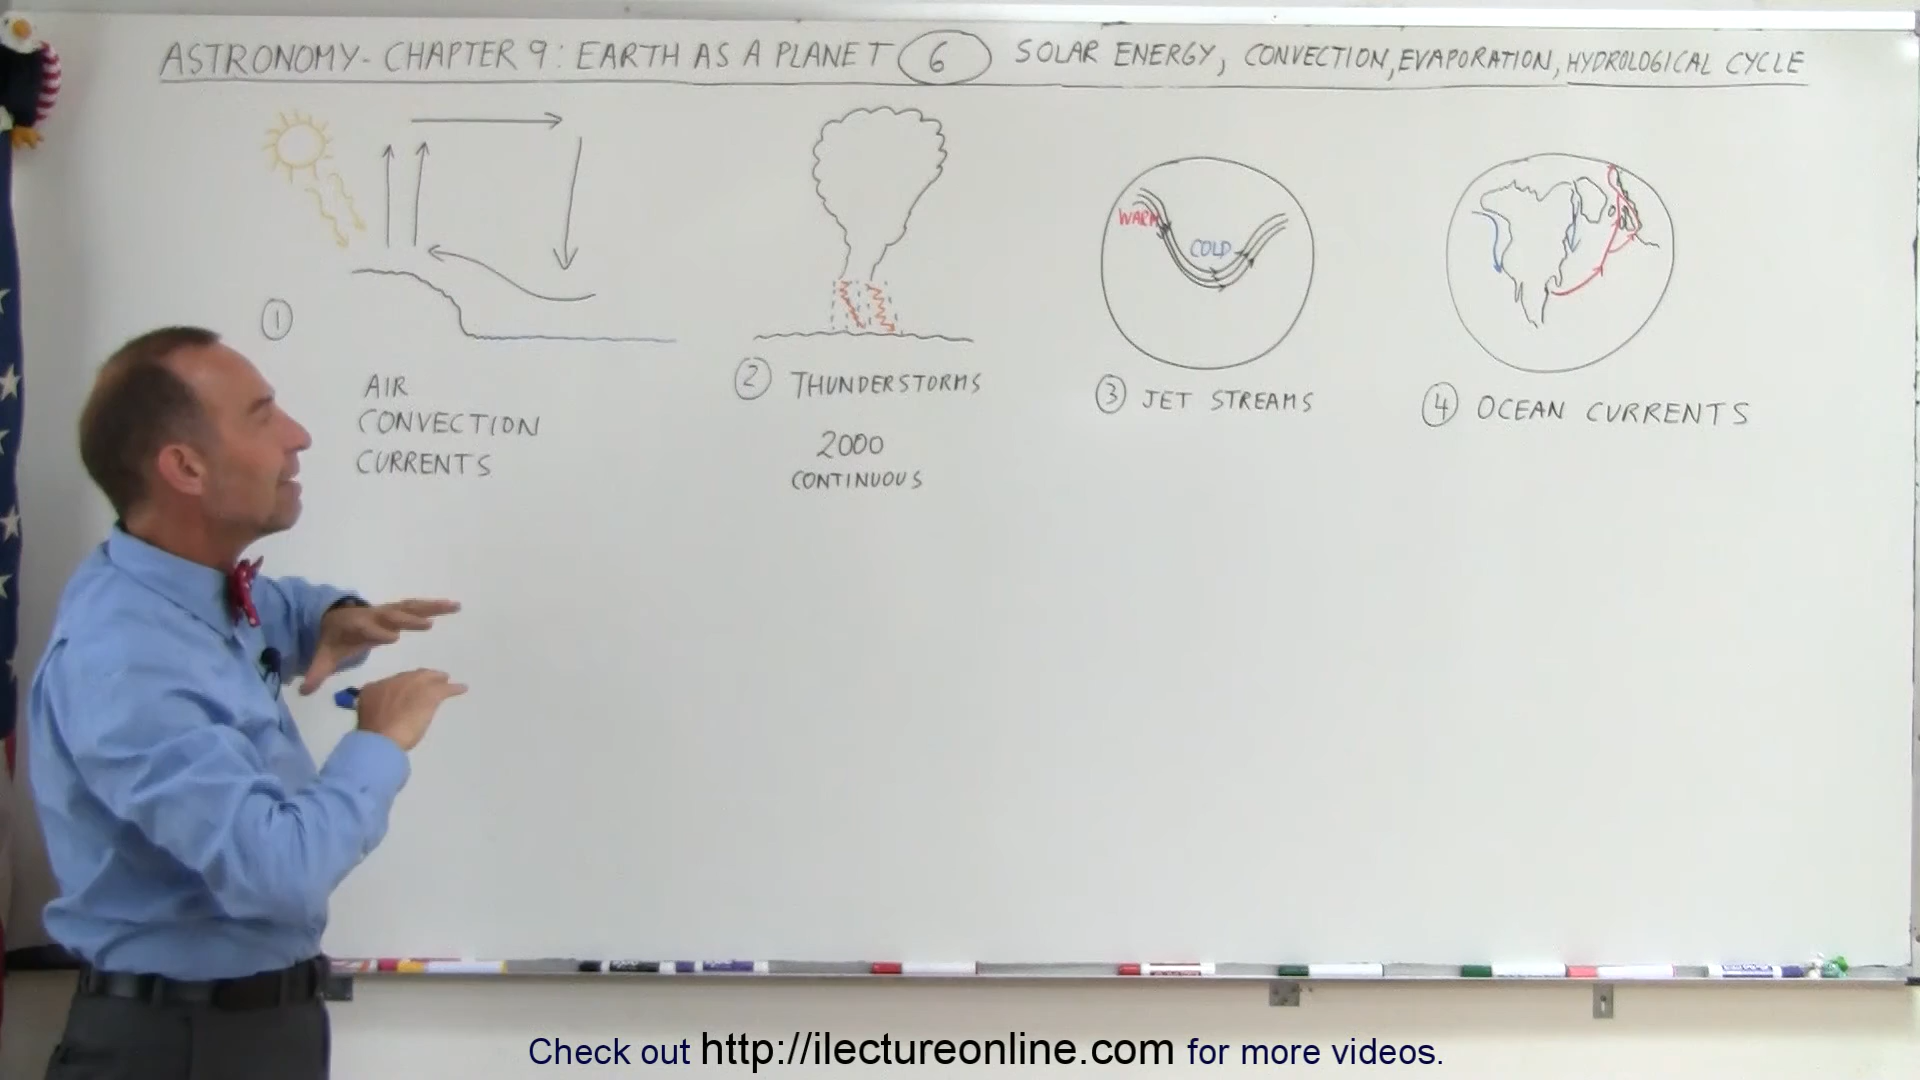 ASTRONOMY - CHAPTER 9: EARTH AS A PLANET 6 SOLAR ENERGY, CONVECTION, EVAPORATION, HYDROLOGICAL CYCLE
1
AIR
CONVECTION
CURRENTS
2 THUNDERSTORMS
2000
CONTINUOUS
WARM
COLD
3 JET STREAMS
4 OCEAN CURRENTS
Check out http://ilectureonline.com for more videos.